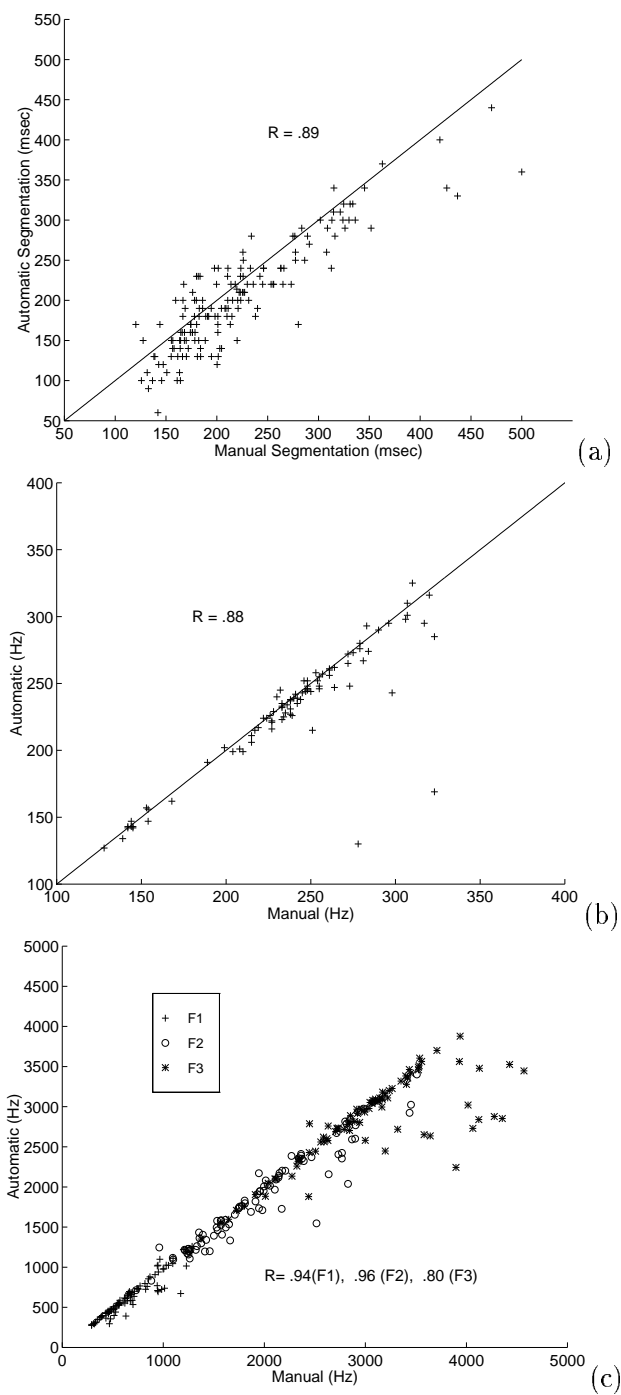 550
500
450
400
350
300
250
200
150
100
50
Automatic Segmentation (msec)
R = .89
50 100 150 200 250 300 350 400 450 500
Manual Segmentation (msec)
(a)
400
350
300
250
200
150
100
Automatic (Hz)
R = .88
100 150 200 250 300 350 400
Manual (Hz)
(b)
5000
4500
4000
3500
3000
2500
2000
1500
1000
500
0
Automatic (Hz)
F1
F2
F3
R= .94(F1), .96 (F2), .80 (F3)
0 1000 2000 3000 4000 5000
Manual (Hz)
(c)